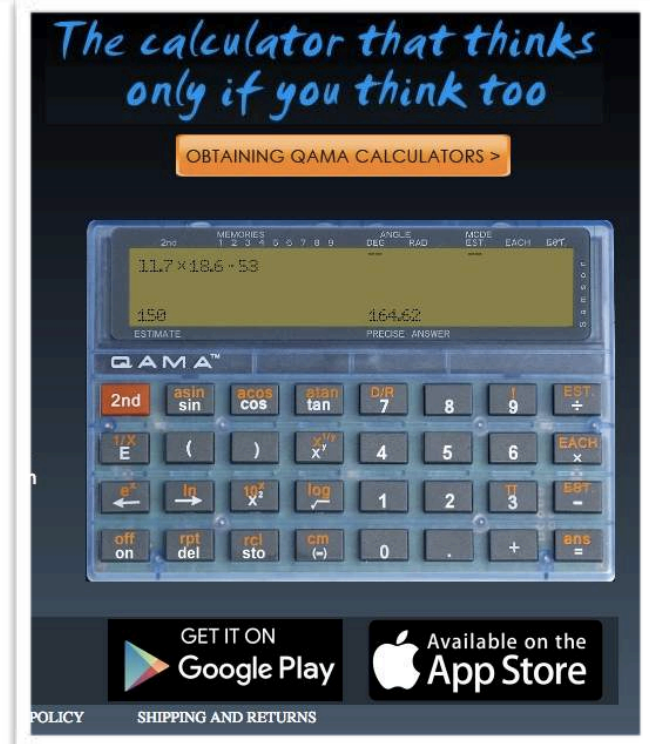 The calculator that thinks
only if you think too
OBTAINING QAMA CALCULATORS >
MEMORIES ANGLE MODE
2nd 1 2 3 4 5 6 7 8 9 DEG RAD EST. EACH
11.7×18.6-53
150 164.62
ESTIMATE PRECISE ANSWER
QAMA™
asin acos atan D/R ! EST.
2nd sin cos tan 7 8 9 ÷
1/X X¹/ʸ EACH
E ( ) Xʸ 4 5 6 ×
eˣ ln 10ˣ log π
← → X² √ 1 2 3 −
off rpt rcl cm ans
on del sto (-) 0 . + =
GET IT ON
Google Play
Available on the
App Store
POLICY SHIPPING AND RETURNS